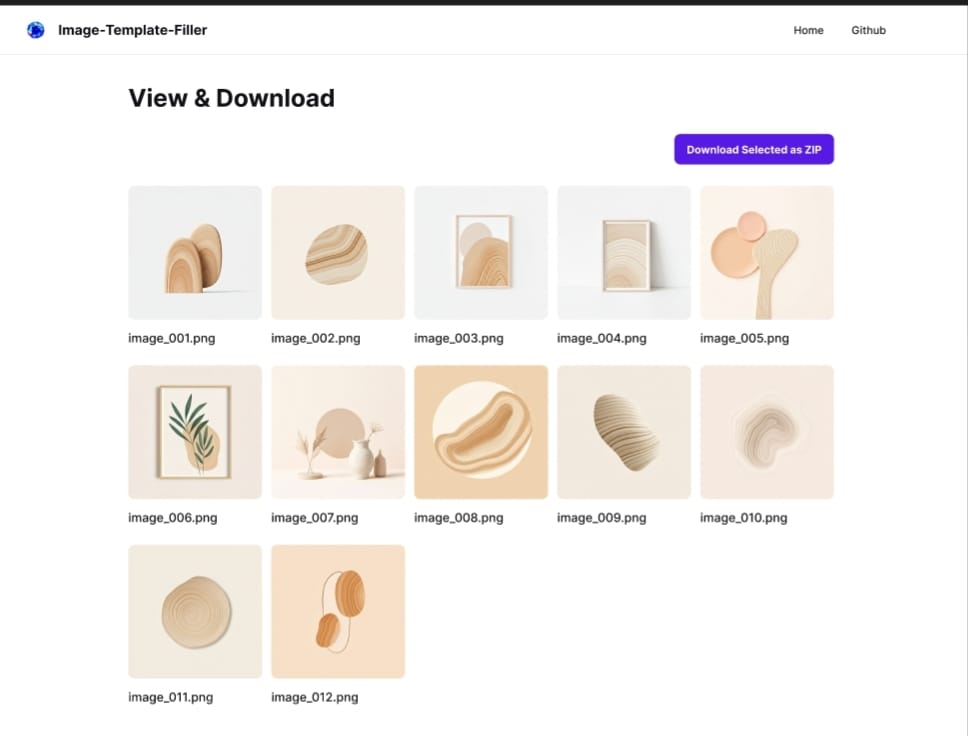 Image-Template-Filler
Home
Github
View & Download
Download Selected as ZIP
image_001.png
image_002.png
image_003.png
image_004.png
image_005.png
image_006.png
image_007.png
image_008.png
image_009.png
image_010.png
image_011.png
image_012.png